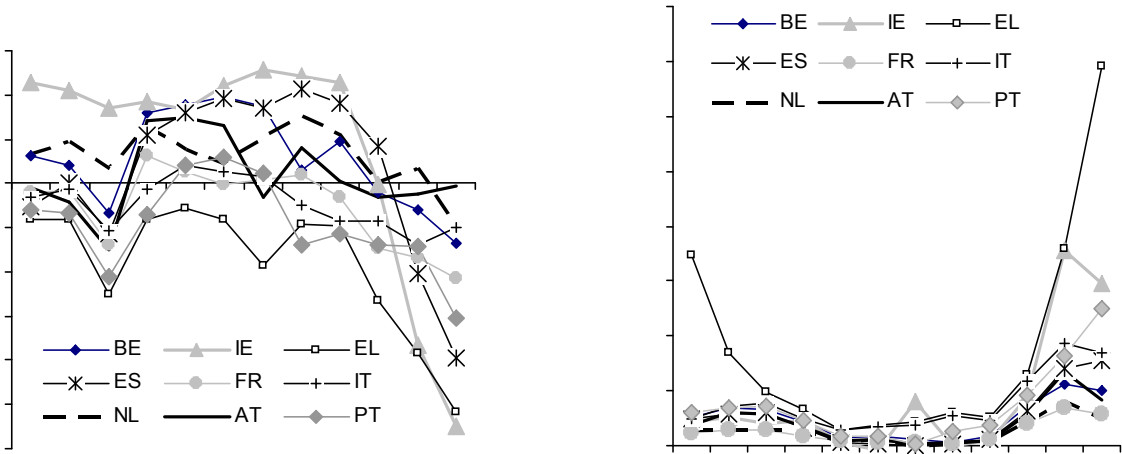 BE IE EL
ES FR IT
NL AT PT
BE IE EL
ES FR IT
NL AT PT